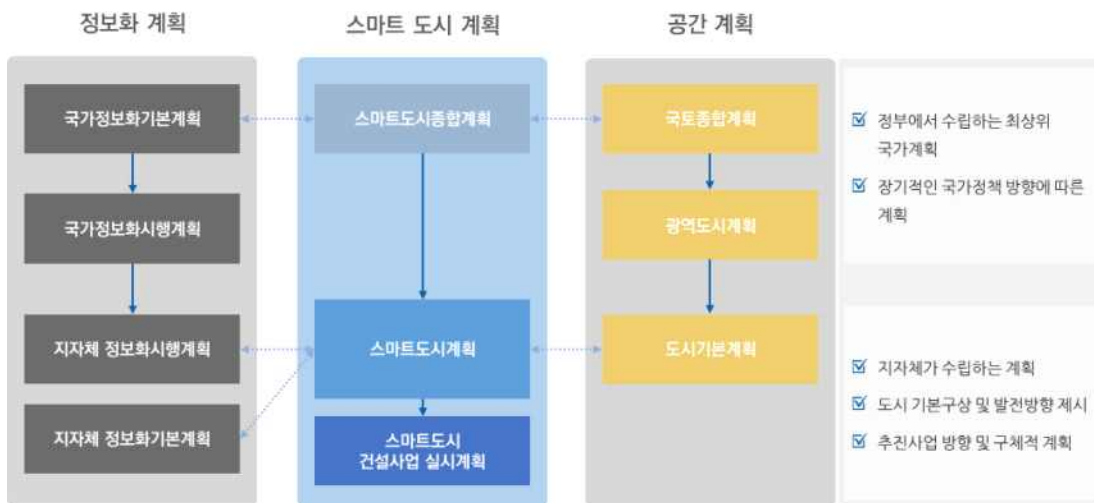 정보화 계획
스마트 도시 계획
공간 계획
국가정보화기본계획
스마트도시종합계획
국토종합계획
정부에서 수립하는 최상위
국가계획
장기적인 국가정책 방향에 따른
계획
국가정보화시행계획
광역도시계획
지자체 정보화시행계획
스마트도시계획
도시기본계획
지자체가 수립하는 계획
도시 기본구상 및 발전방향 제시
추진사업 방향 및 구체적 계획
지자체 정보화기본계획
스마트도시
건설사업 실시계획